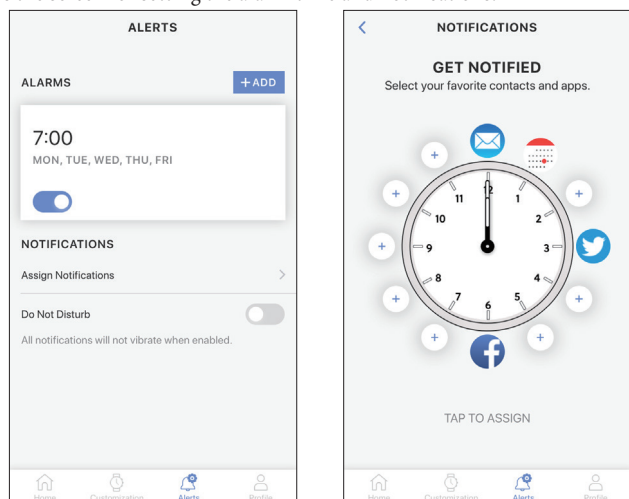 ALERTS
ALARMS
+ ADD
7:00
MON, TUE, WED, THU, FRI
NOTIFICATIONS
Assign Notifications
Do Not Disturb
All notifications will not vibrate when enabled.
Home
Customization
Alerts
Profile
NOTIFICATIONS
GET NOTIFIED
Select your favorite contacts and apps.
12
1
2
3
4
5
6
7
8
9
10
11
TAP TO ASSIGN
Home
Customization
Alerts
Profile